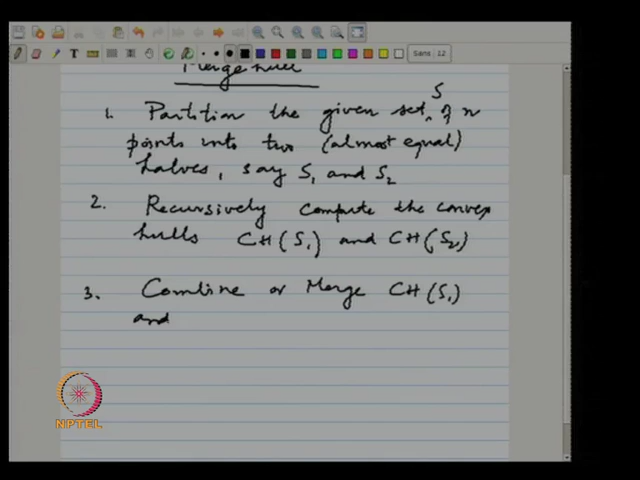 Merge hull
1. Partition the given set S of n
points into two (almost equal)
halves, say S₁ and S₂
2. Recursively compute the convex
hulls CH(S₁) and CH(S₂)
3. Combine or Merge CH(S₁)
and
NPTEL
Sans 12